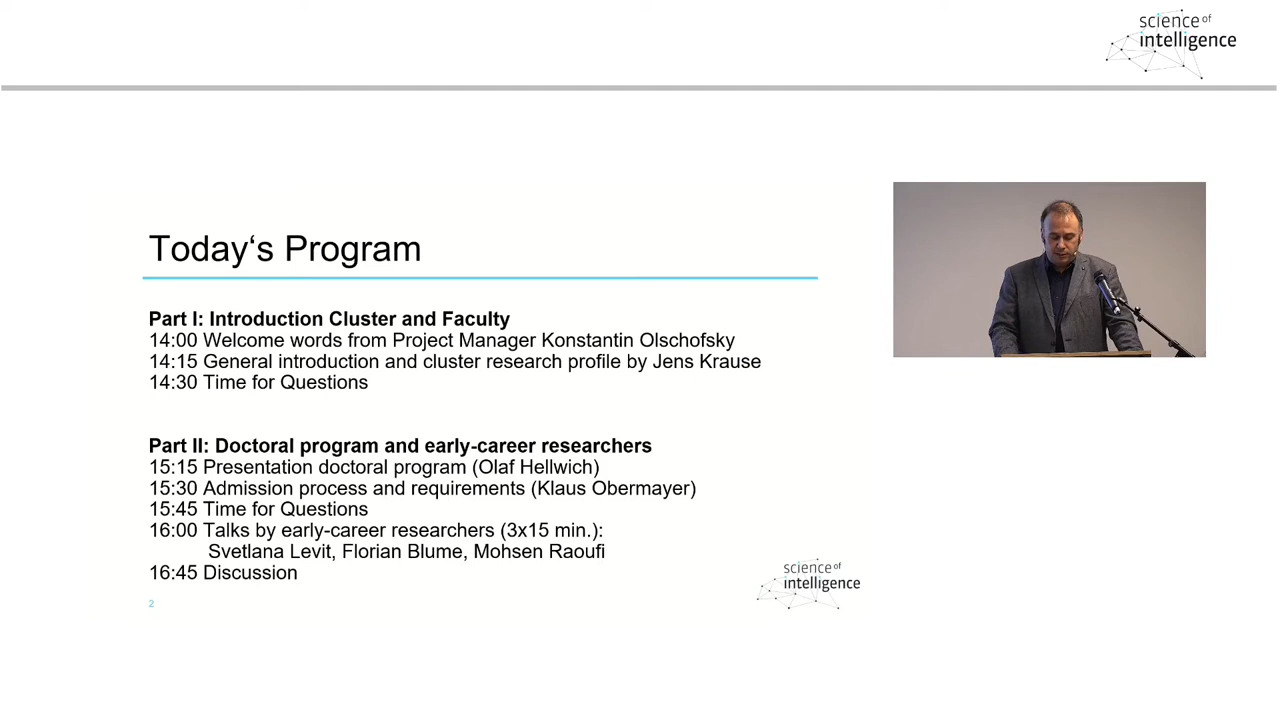 science of
intelligence
Today‘s Program
Part I: Introduction Cluster and Faculty
14:00 Welcome words from Project Manager Konstantin Olschofsky
14:15 General introduction and cluster research profile by Jens Krause
14:30 Time for Questions
Part II: Doctoral program and early-career researchers
15:15 Presentation doctoral program (Olaf Hellwich)
15:30 Admission process and requirements (Klaus Obermayer)
15:45 Time for Questions
16:00 Talks by early-career researchers (3x15 min.):
Svetlana Levit, Florian Blume, Mohsen Raoufi
16:45 Discussion
science of
intelligence
2